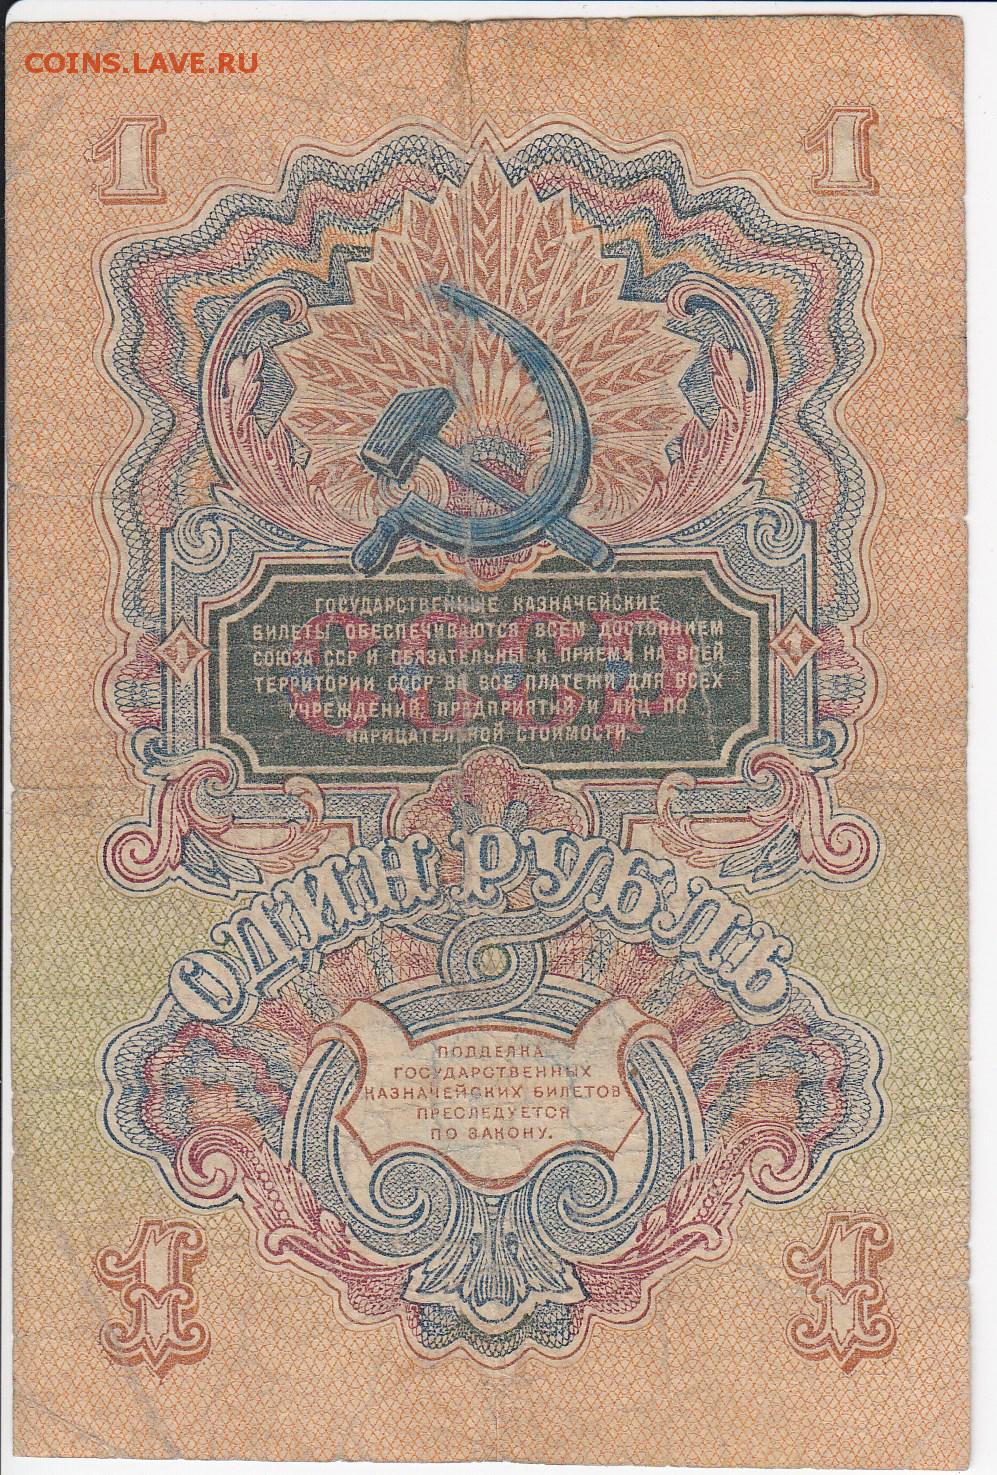 COINS.LAVE.RU
1 1
ГОСУДАРСТВЕННЫЕ КАЗНАЧЕЙСКИЕ
БИЛЕТЫ ОБЕСПЕЧИВАЮТСЯ ВСЕМ ДОСТОЯНИЕМ
СОЮЗА ССР И ОБЯЗАТЕЛЬНЫ К ПРИЕМУ НА ВСЕЙ
ТЕРРИТОРИИ СССР ВО ВСЕ ПЛАТЕЖИ ДЛЯ ВСЕХ
УЧРЕЖДЕНИЙ, ПРЕДПРИЯТИЙ И ЛИЦ ПО
НАРИЦАТЕЛЬНОЙ СТОИМОСТИ.
СССР
1 1
ОДИН РУБЛЬ
ПОДДЕЛКА
ГОСУДАРСТВЕННЫХ
КАЗНАЧЕЙСКИХ БИЛЕТОВ
ПРЕСЛЕДУЕТСЯ
ПО ЗАКОНУ.
1 1